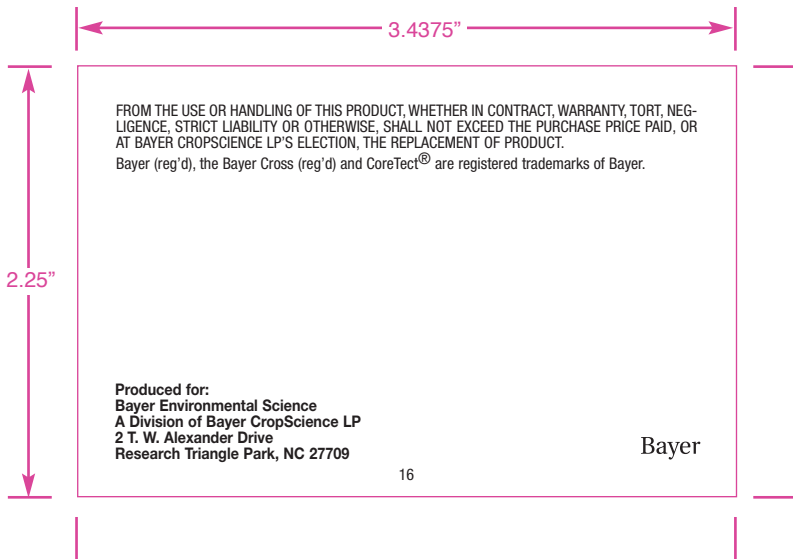 3.4375”
FROM THE USE OR HANDLING OF THIS PRODUCT, WHETHER IN CONTRACT, WARRANTY, TORT, NEG-
LIGENCE, STRICT LIABILITY OR OTHERWISE, SHALL NOT EXCEED THE PURCHASE PRICE PAID, OR
AT BAYER CROPSCIENCE LP’S ELECTION, THE REPLACEMENT OF PRODUCT.
Bayer (reg’d), the Bayer Cross (reg’d) and CoreTect® are registered trademarks of Bayer.
2.25”
Produced for:
Bayer Environmental Science
A Division of Bayer CropScience LP
2 T. W. Alexander Drive
Research Triangle Park, NC 27709
Bayer
16